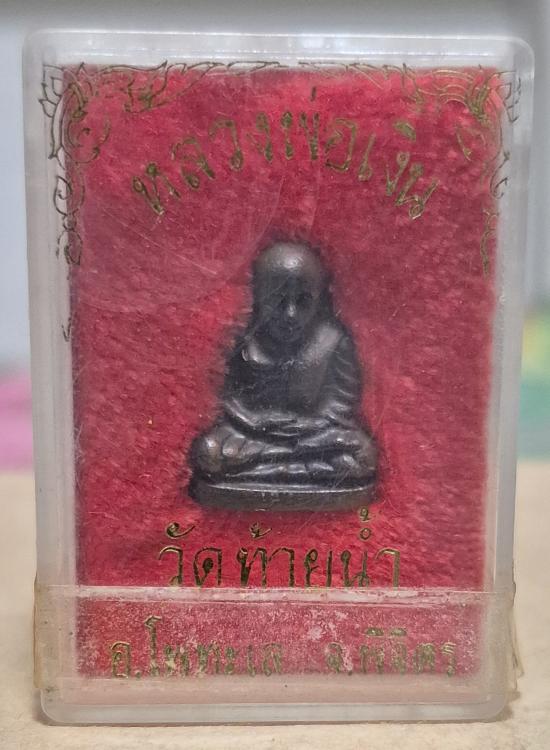 หลวงพ่อเงิน
วัดท้ายน้ำ
อ.โพทะเล จ.พิจิตร